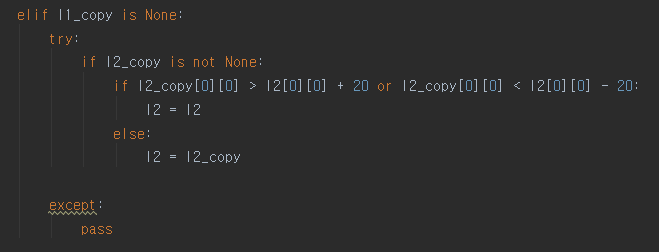 elif l1_copy is None:
try:
if l2_copy is not None:
if l2_copy[0][0] > l2[0][0] + 20 or l2_copy[0][0] < l2[0][0] - 20:
l2 = l2
else:
l2 = l2_copy
except:
pass